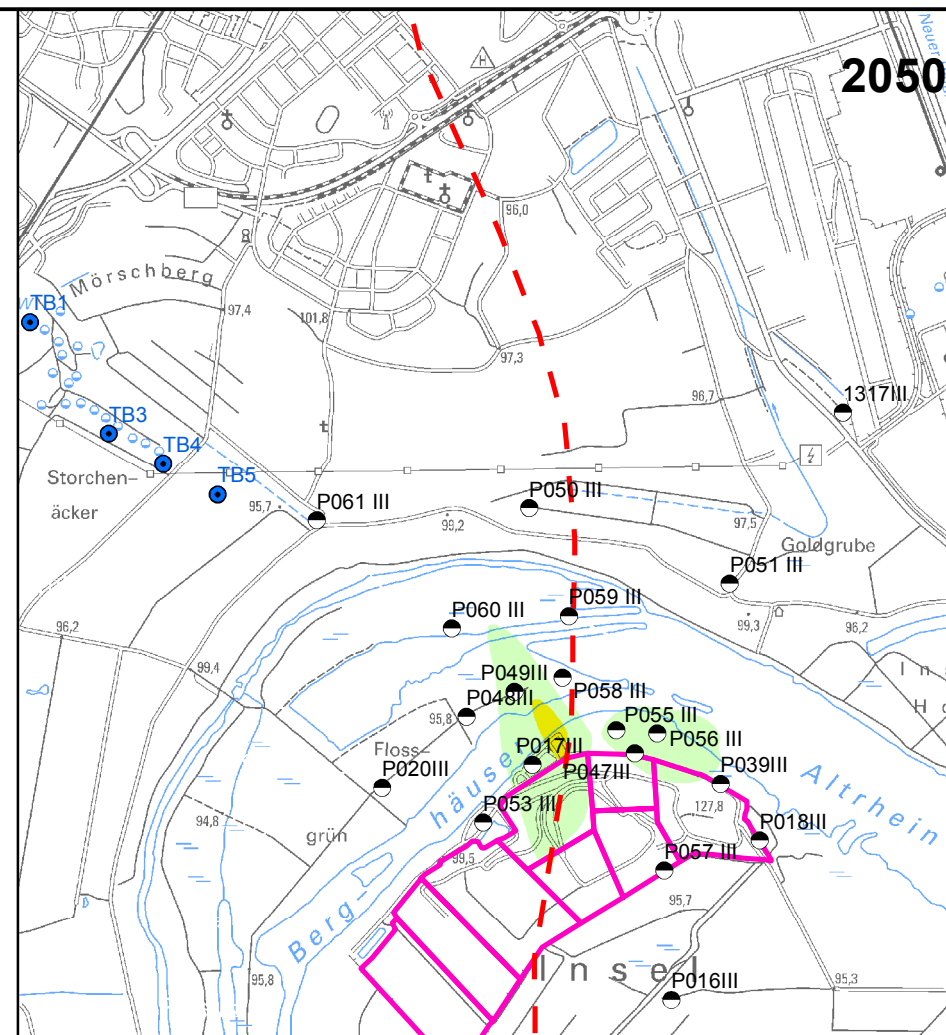 2050
Neuer
H
96,0
Mörschberg
TB1
97,4
101,8
97,3
96,7
1317III
TB3
TB4
TB5
Storchen-
äcker
95,7
P061 III
99,2
P050 III
97,5
Goldgrube
P051 III
P059 III
P060 III
99,3
96,2
96,2
99,4
I n s
H o
P049III
P058 III
P048III
95,8
P055 III
P056 III
Floss-
P017III
P047III
P039III
P020III
Altrhein
häuser
P053 III
127,8
94,8
grün
P018III
99,5
P057 III
Berg-
95,7
95,8
Insel
P016III
95,3